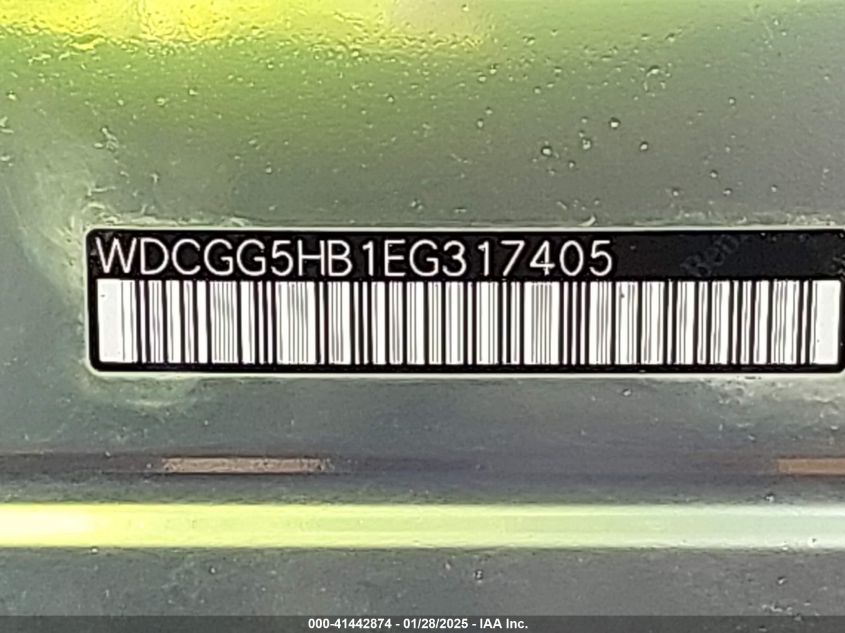 WDCGG5HB1EG317405
000-41442874 - 01/28/2025 - IAA Inc.